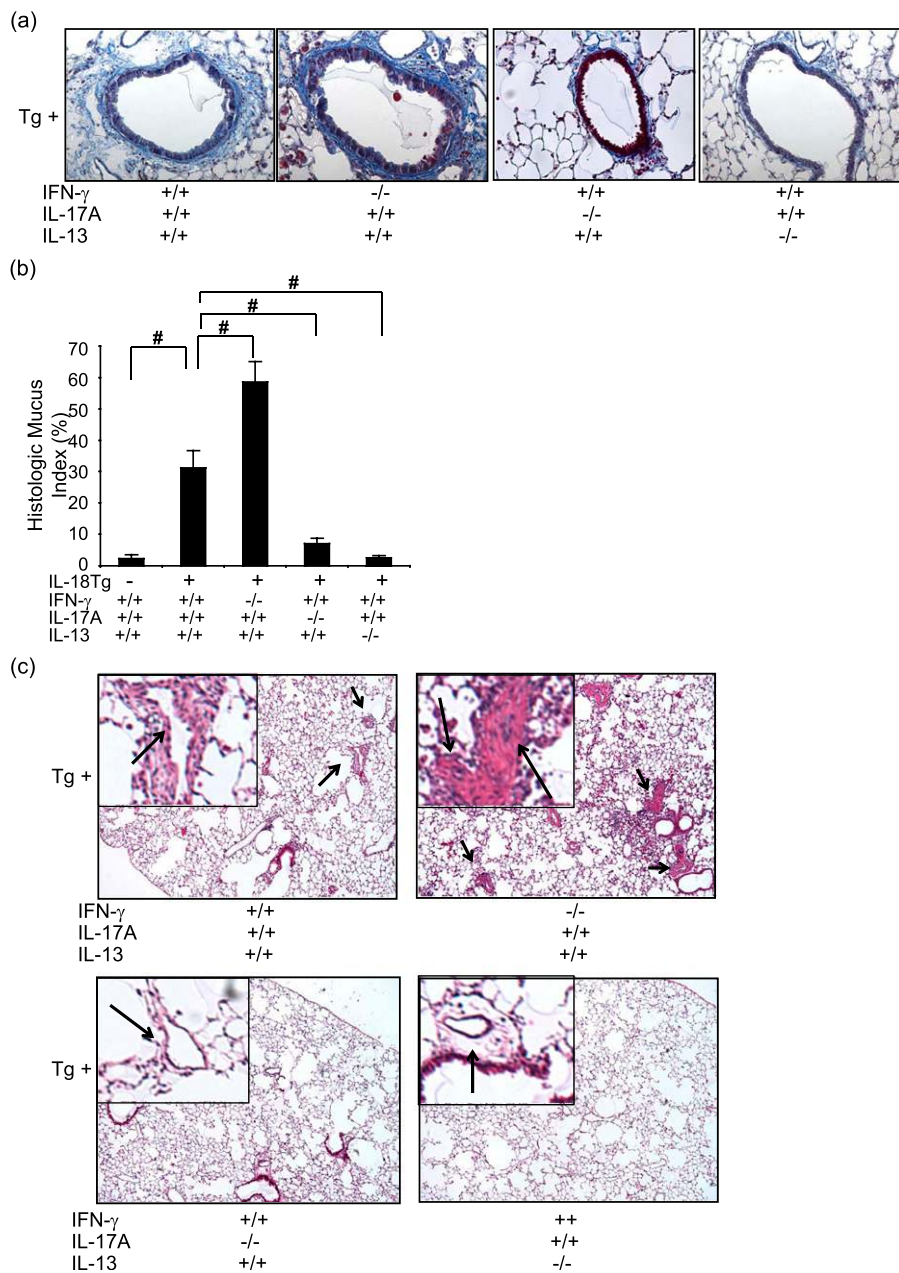 (a)
Tg +
IFN-γ +/+ -/- +/+ +/+
IL-17A +/+ +/+ -/- +/+
IL-13 +/+ +/+ +/+ -/-
(b)
# # # #
Histologic Mucus
Index (%)
70
60
50
40
30
20
10
0
IL-18Tg - + + + +
IFN-γ +/+ +/+ -/- +/+ +/+
IL-17A +/+ +/+ +/+ -/- +/+
IL-13 +/+ +/+ +/+ +/+ -/-
(c)
Tg +
IFN-γ +/+ -/-
IL-17A +/+ +/+
IL-13 +/+ +/+
Tg +
IFN-γ +/+ ++
IL-17A -/- +/+
IL-13 +/+ -/-